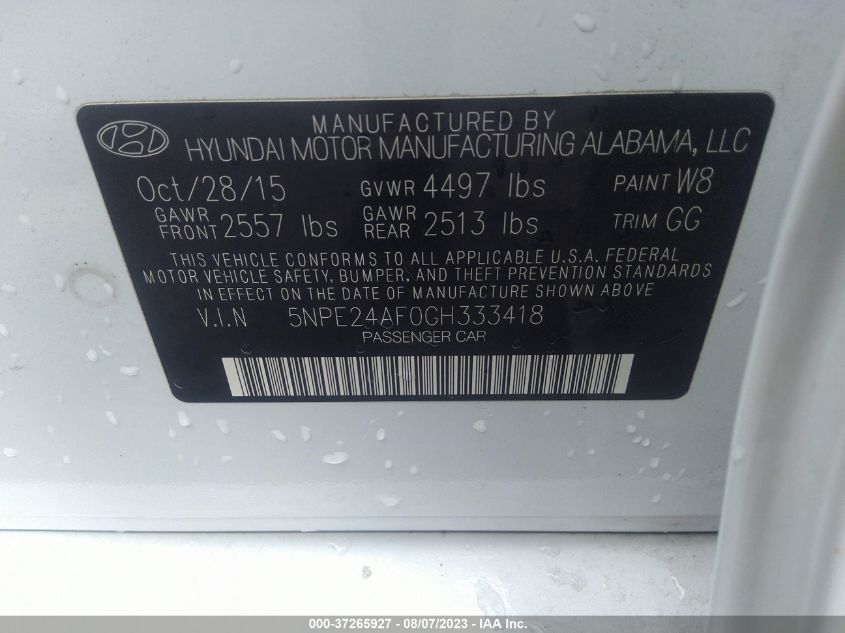 MANUFACTURED BY
HYUNDAI MOTOR MANUFACTURING ALABAMA, LLC
Oct/28/15 GVWR 4497 lbs PAINT W8
GAWR FRONT 2557 lbs GAWR REAR 2513 lbs TRIM GG
THIS VEHICLE CONFORMS TO ALL APPLICABLE U.S.A. FEDERAL
MOTOR VEHICLE SAFETY, BUMPER, AND THEFT PREVENTION STANDARDS
IN EFFECT ON THE DATE OF MANUFACTURE SHOWN ABOVE
V.I.N 5NPE24AF0GH333418
PASSENGER CAR
000-37265927 - 08/07/2023 - IAA Inc.